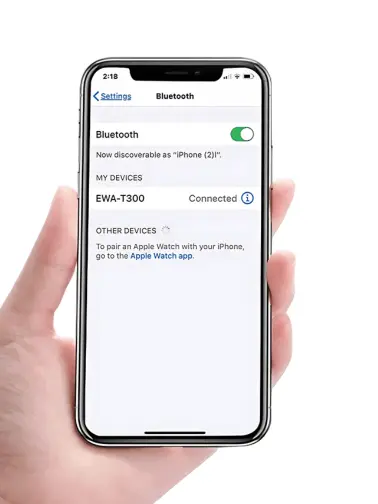 2:18
Settings
Bluetooth
Bluetooth
Now discoverable as “iPhone (2)l”.
MY DEVICES
EWA-T300 Connected
OTHER DEVICES
To pair an Apple Watch with your iPhone,
go to the Apple Watch app.